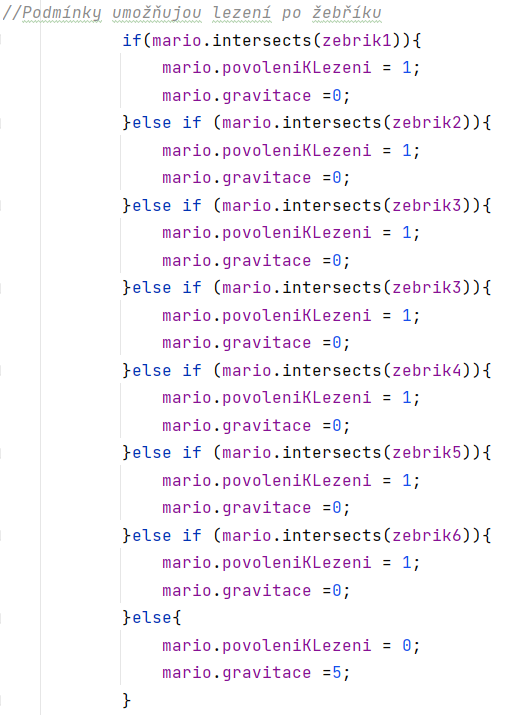 //Podmínky umožňujou lezení po žebříku
if(mario.intersects(zebrik1)){
mario.povoleniKLezeni = 1;
mario.gravitace =0;
}else if (mario.intersects(zebrik2)){
mario.povoleniKLezeni = 1;
mario.gravitace =0;
}else if (mario.intersects(zebrik3)){
mario.povoleniKLezeni = 1;
mario.gravitace =0;
}else if (mario.intersects(zebrik3)){
mario.povoleniKLezeni = 1;
mario.gravitace =0;
}else if (mario.intersects(zebrik4)){
mario.povoleniKLezeni = 1;
mario.gravitace =0;
}else if (mario.intersects(zebrik5)){
mario.povoleniKLezeni = 1;
mario.gravitace =0;
}else if (mario.intersects(zebrik6)){
mario.povoleniKLezeni = 1;
mario.gravitace =0;
}else{
mario.povoleniKLezeni = 0;
mario.gravitace =5;
}